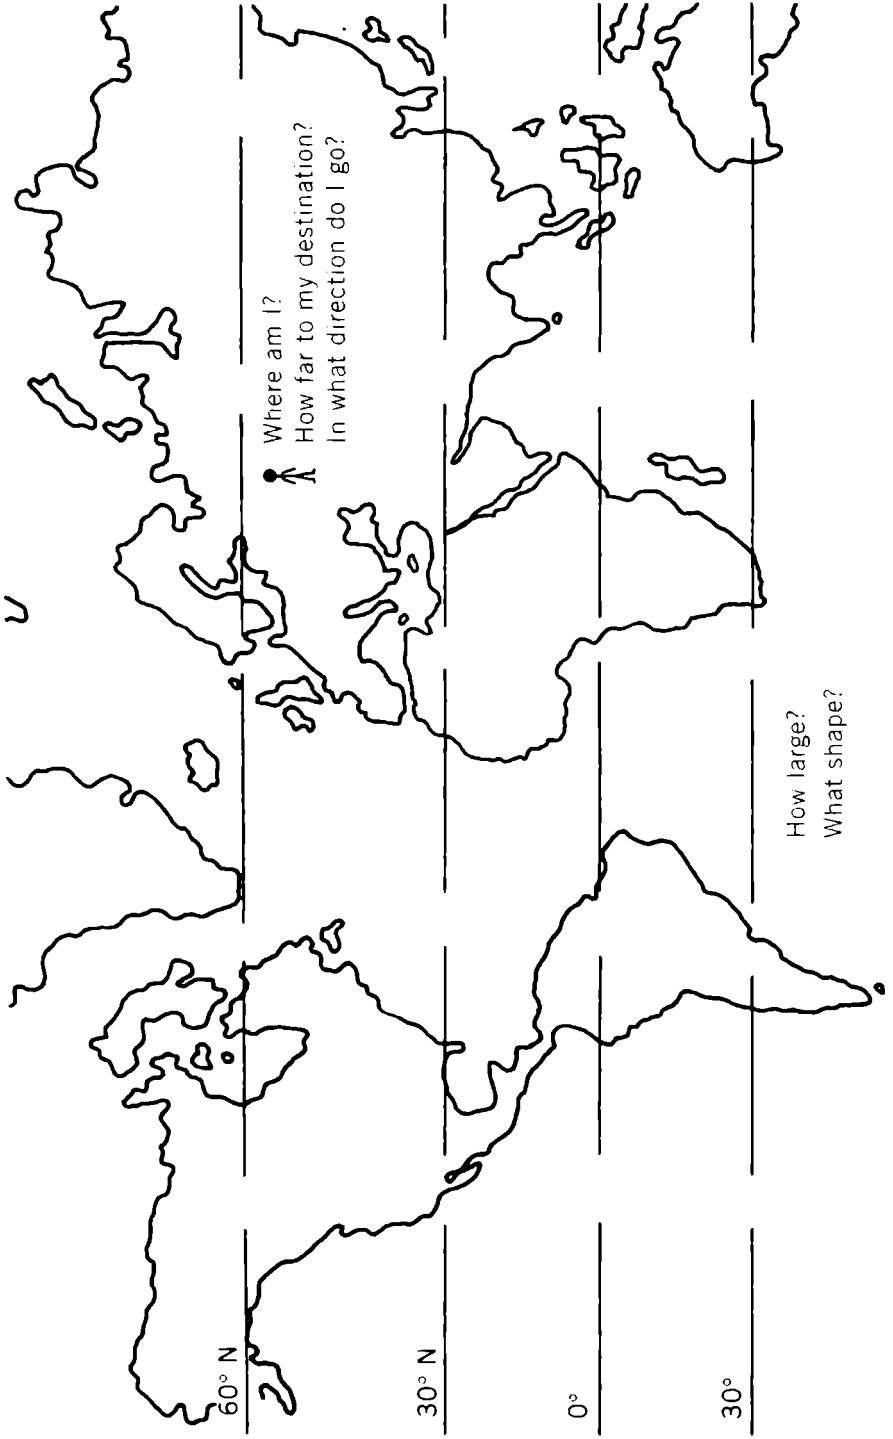 60° N
Where am I?
How far to my destination?
In what direction do I go?
30° N
0°
30°
How large?
What shape?